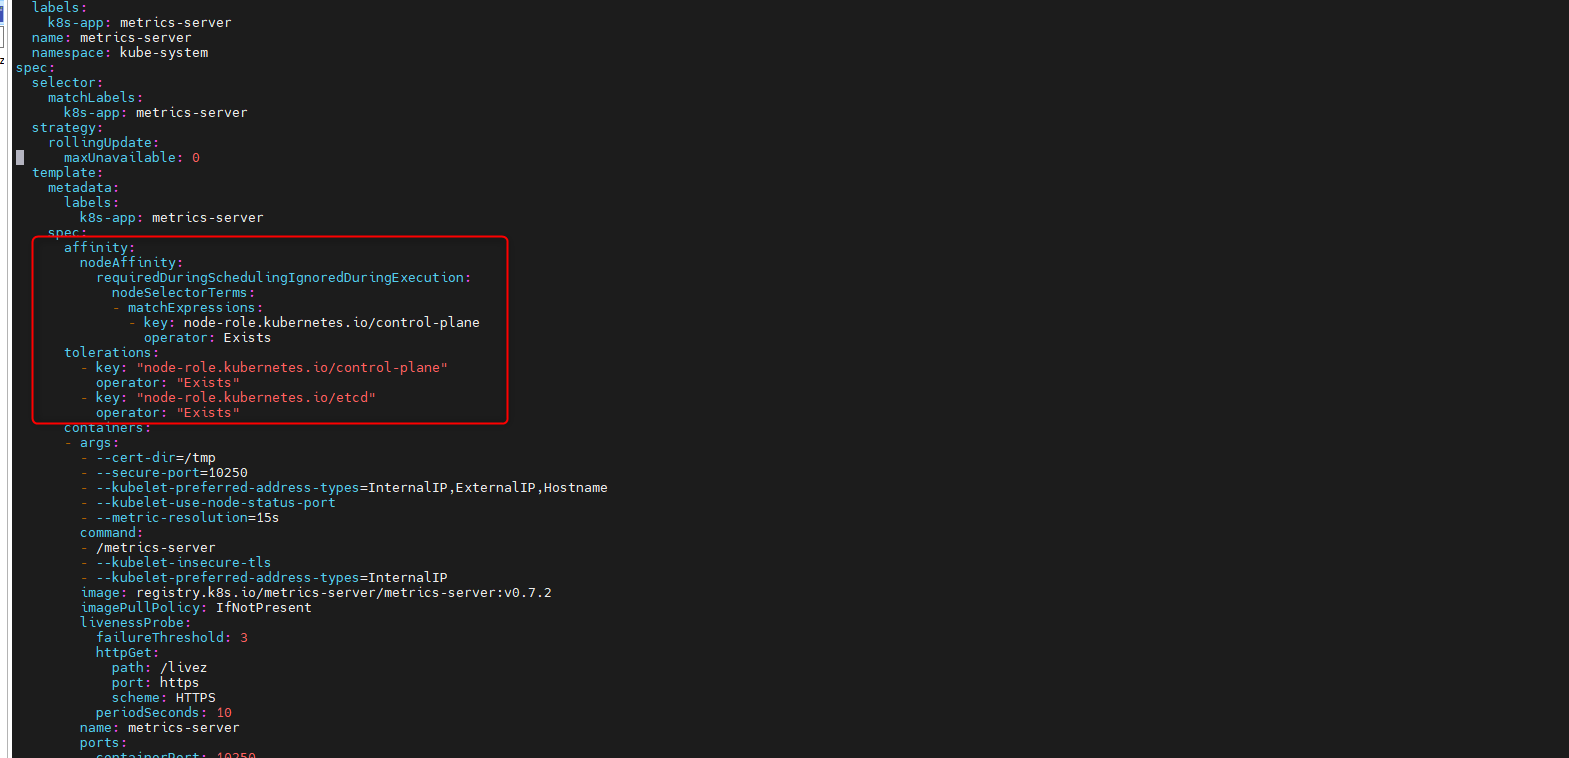 labels:
k8s-app: metrics-server
name: metrics-server
namespace: kube-system
spec:
selector:
matchLabels:
k8s-app: metrics-server
strategy:
rollingUpdate:
maxUnavailable: 0
template:
metadata:
labels:
k8s-app: metrics-server
spec:
affinity:
nodeAffinity:
requiredDuringSchedulingIgnoredDuringExecution:
nodeSelectorTerms:
- matchExpressions:
- key: node-role.kubernetes.io/control-plane
operator: Exists
tolerations:
- key: "node-role.kubernetes.io/control-plane"
operator: "Exists"
- key: "node-role.kubernetes.io/etcd"
operator: "Exists"
containers:
- args:
- --cert-dir=/tmp
- --secure-port=10250
- --kubelet-preferred-address-types=InternalIP,ExternalIP,Hostname
- --kubelet-use-node-status-port
- --metric-resolution=15s
command:
- /metrics-server
- --kubelet-insecure-tls
- --kubelet-preferred-address-types=InternalIP
image: registry.k8s.io/metrics-server/metrics-server:v0.7.2
imagePullPolicy: IfNotPresent
livenessProbe:
failureThreshold: 3
httpGet:
path: /livez
port: https
scheme: HTTPS
periodSeconds: 10
name: metrics-server
ports:
containerPort: 10250